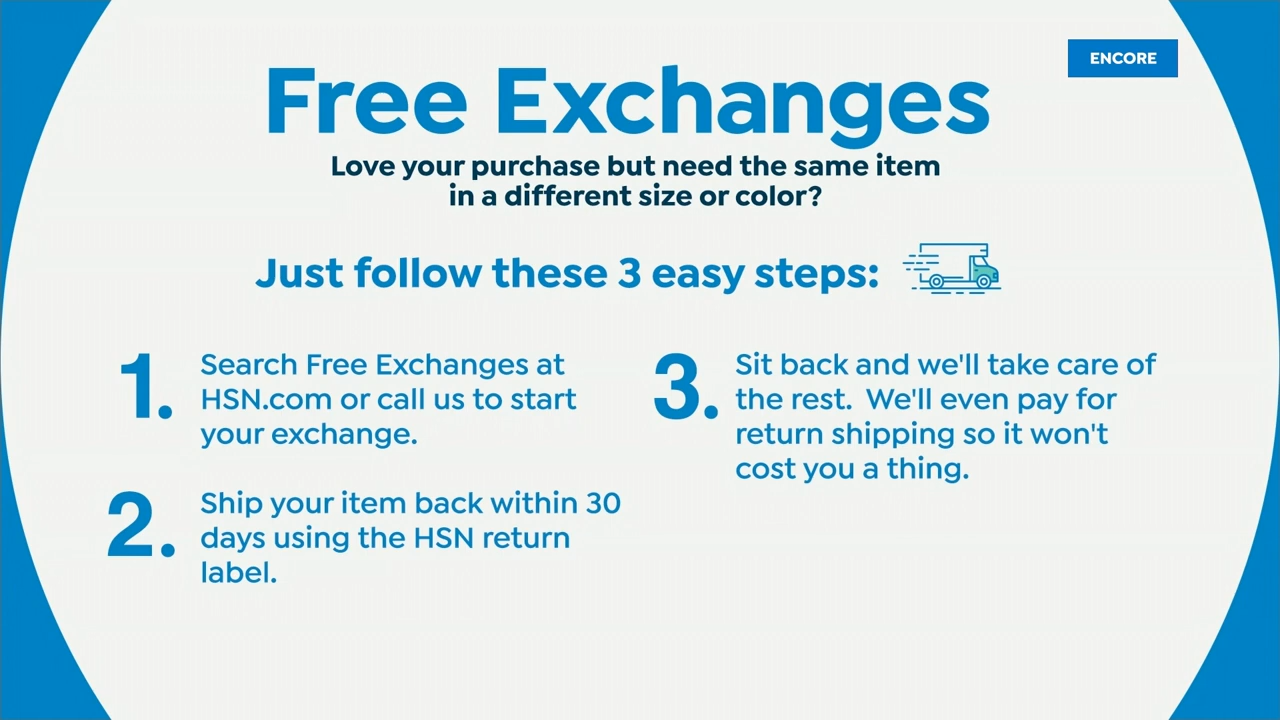 ENCORE
Free Exchanges
Love your purchase but need the same item
in a different size or color?
Just follow these 3 easy steps:
1. Search Free Exchanges at
HSN.com or call us to start
your exchange.
2. Ship your item back within 30
days using the HSN return
label.
3. Sit back and we'll take care of
the rest.  We'll even pay for
return shipping so it won't
cost you a thing.